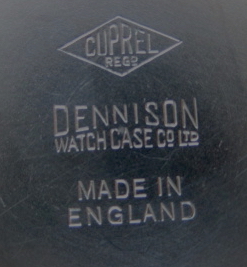 CUPREL
REGD
DENNISON
WATCH CASE CO LTD
MADE IN
ENGLAND